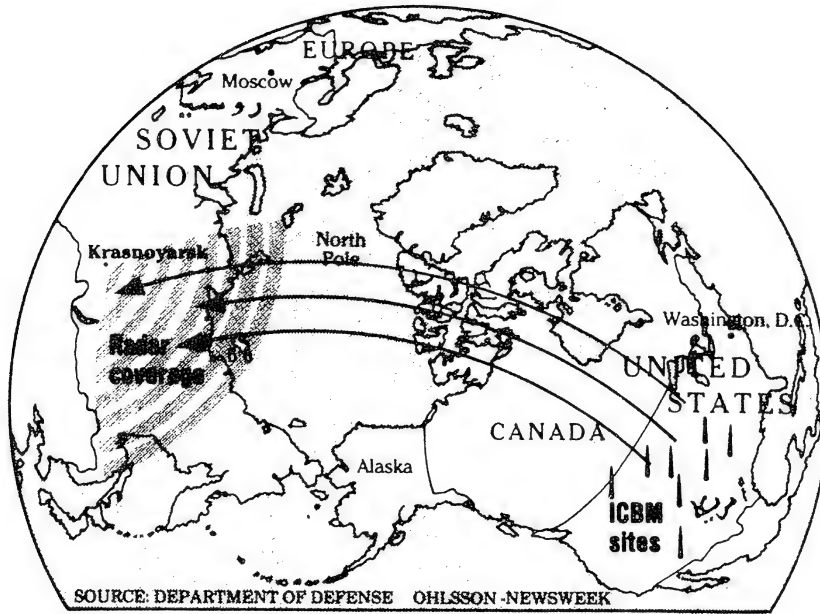 EUROPE
Moscow
روسية
SOVIET
UNION
Krasnoyarsk
North
Pole
Radar
coverage
Washington, D.C.
UNITED
STATES
CANADA
Alaska
ICBM
sites
SOURCE: DEPARTMENT OF DEFENSE OHLSSON-NEWSWEEK